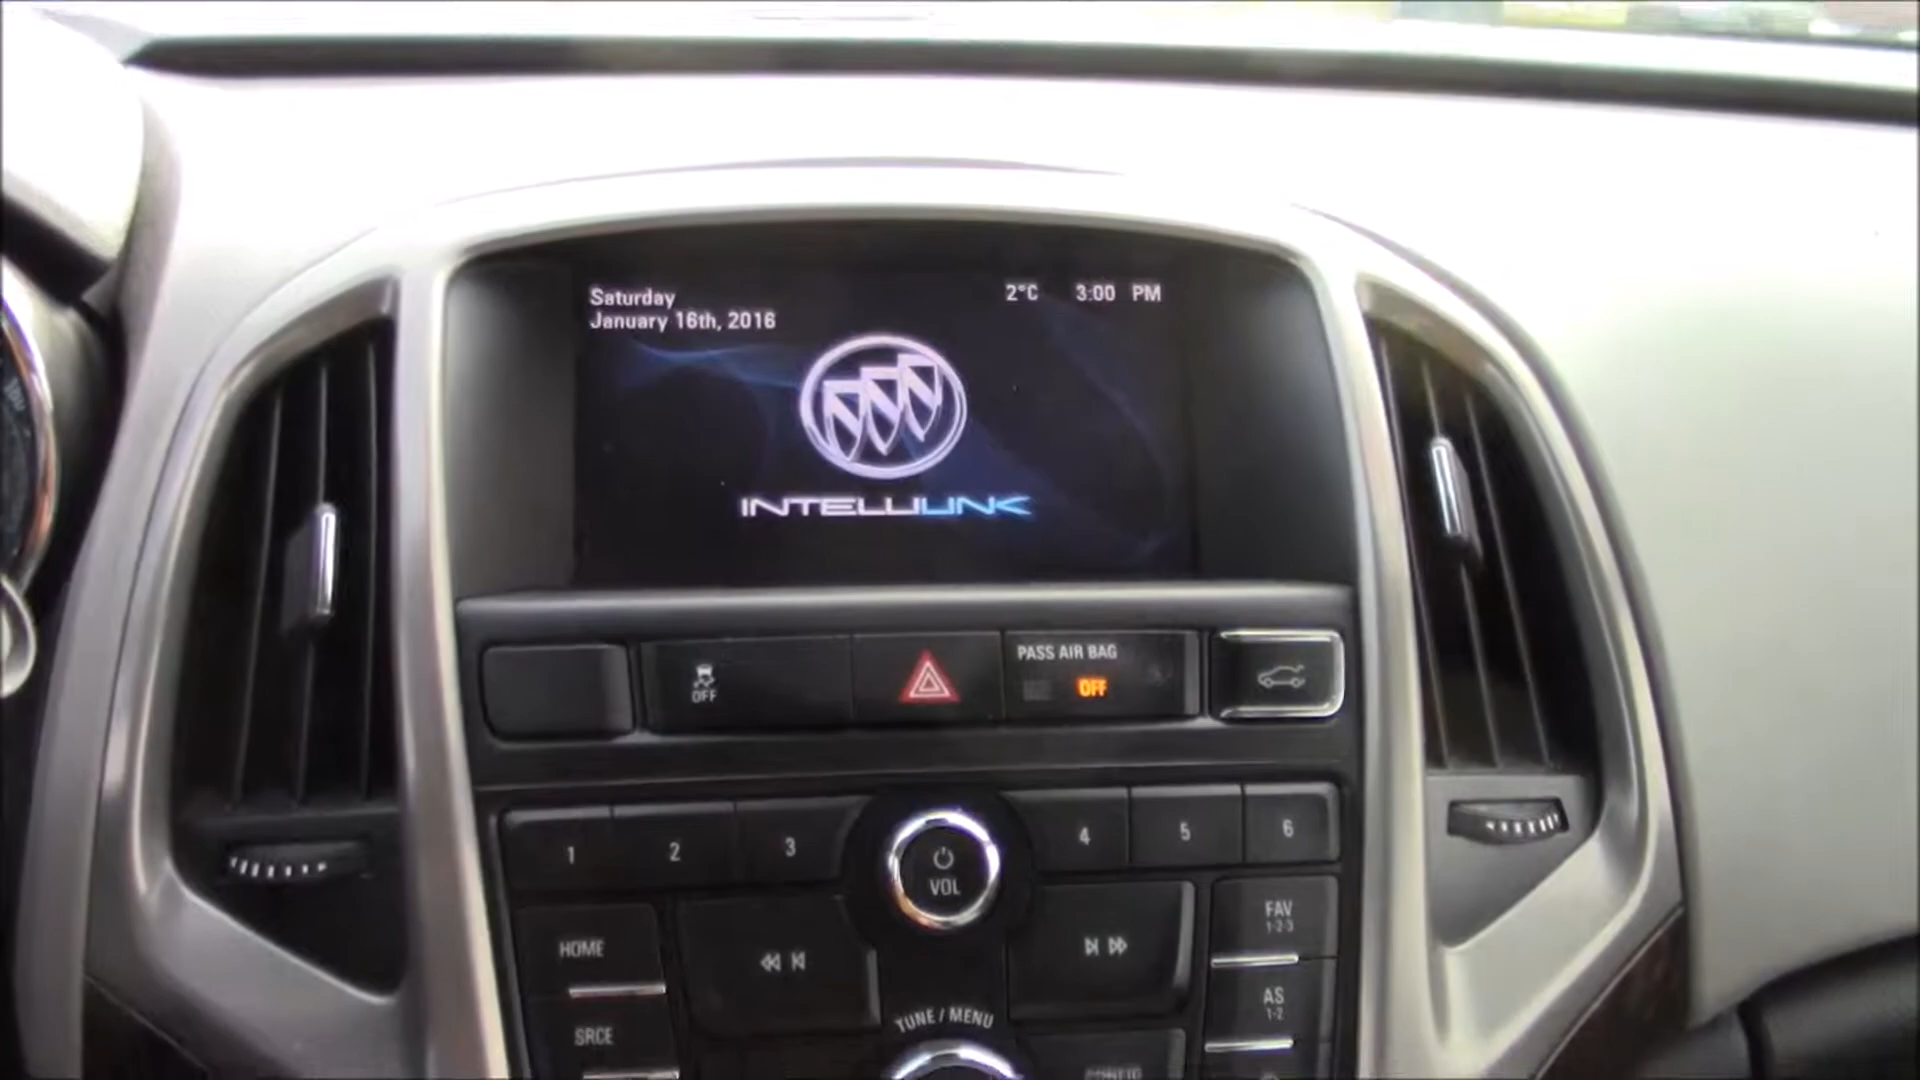 Saturday
January 16th, 2016
2°C 3:00 PM
INTELLILINK
OFF
PASS AIR BAG
OFF
1 2 3 4 5 6
VOL
HOME
FAV
1-2-3
AS
1-2
SRCE
TUNE / MENU
CONFIG